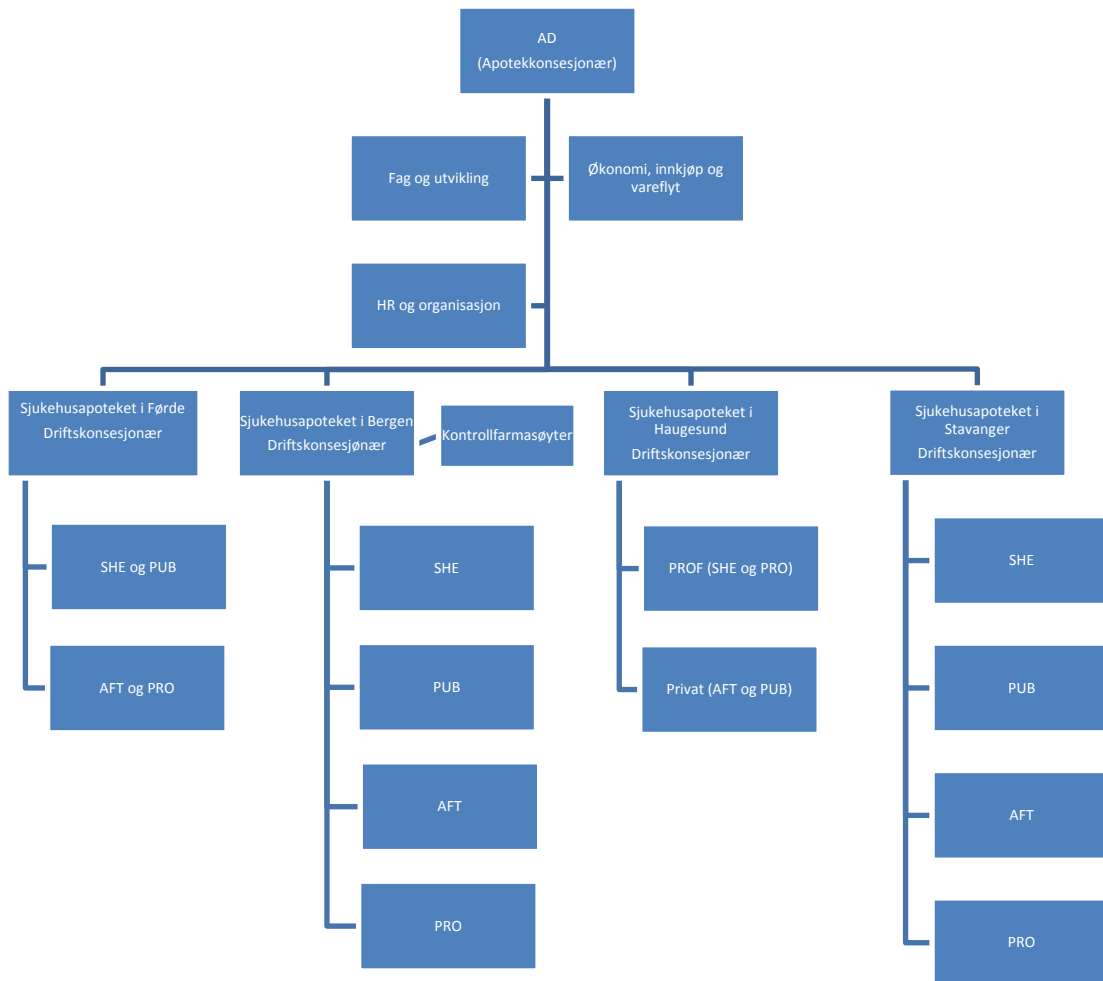 AD
(Apotekkonsesjonær)
Fag og utvikling
Økonomi, innkjøp og
vareflyt
HR og organisasjon
Sjukehusapoteket i Førde
Driftskonsesjonær
Sjukehusapoteket i Bergen
Driftskonsesjønær
Kontrollfarmasøyter
Sjukehusapoteket i
Haugesund
Driftskonsesjonær
Sjukehusapoteket i
Stavanger
Driftskonsesjonær
SHE og PUB
AFT og PRO
SHE
PUB
AFT
PRO
PROF (SHE og PRO)
Privat (AFT og PUB)
SHE
PUB
AFT
PRO